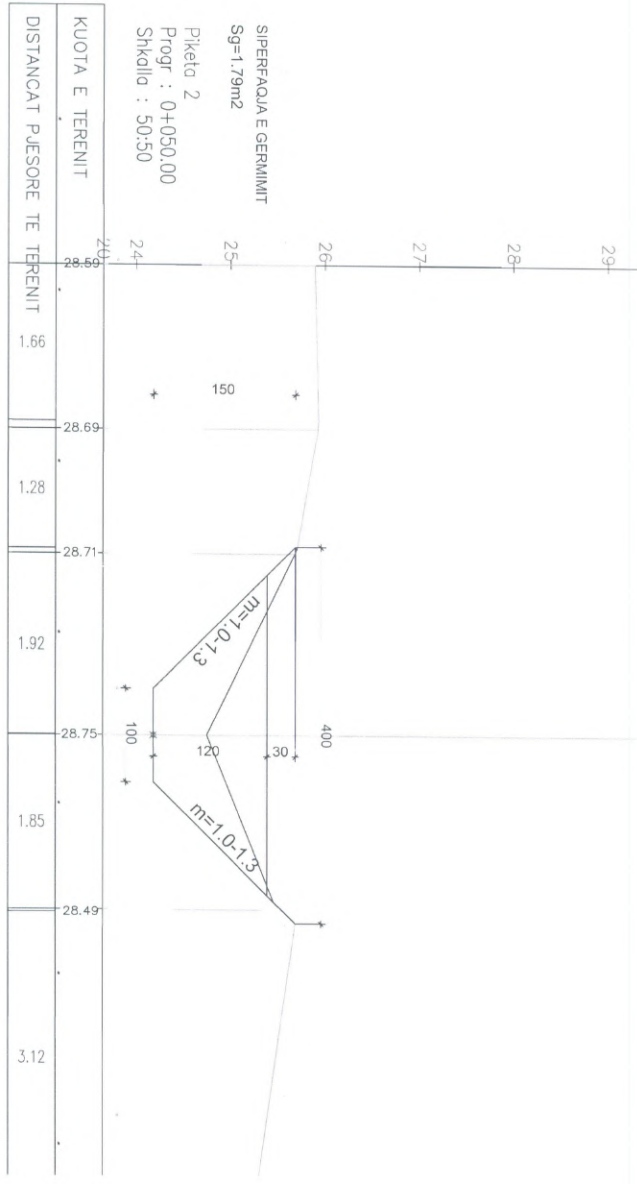 SIPERFAQJA E GERMIMIT
Sg=1.79m2
Piketa 2
Progr : 0+050.00
Shkalla : 50:50
29
28
27
26
25
24
20
400
150
30
120
m=1.0-1.3
m=1.0-1.3
100
KUOTA E TERENIT
28.59
28.69
28.71
28.75
28.49
DISTANCAT PJESORE TE TERENIT
1.66
1.28
1.92
1.85
3.12